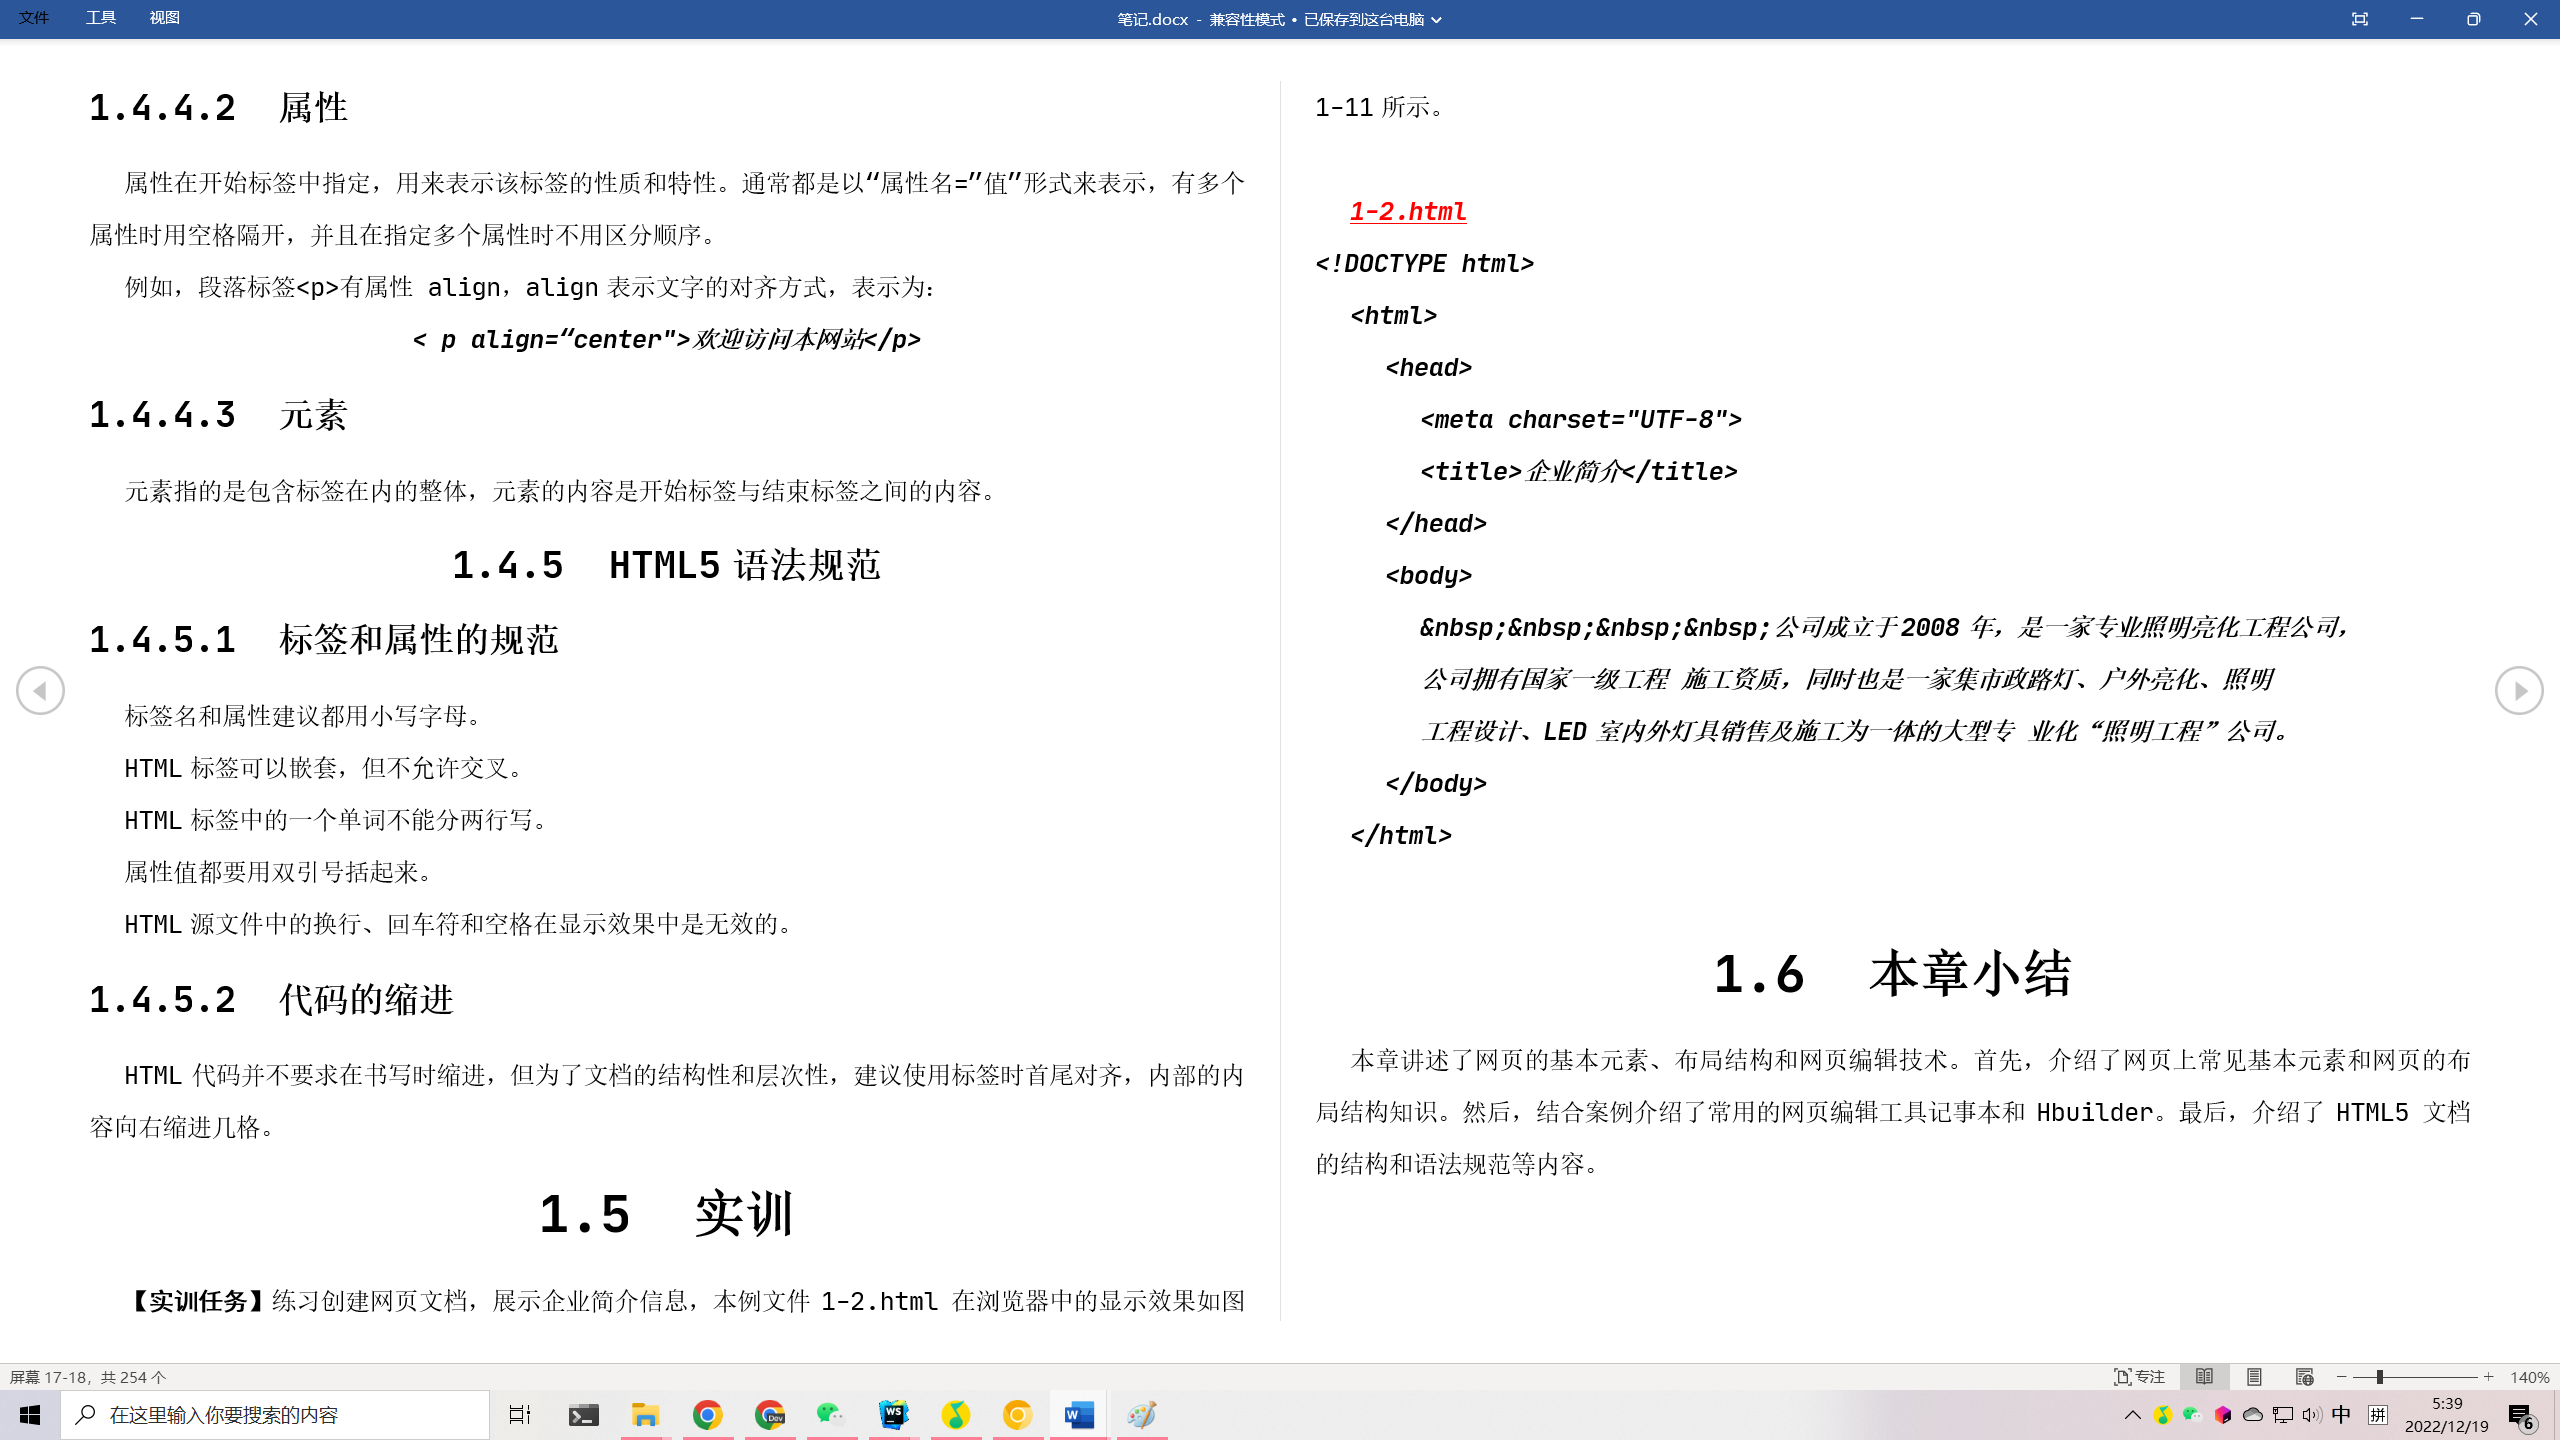 文件 工具 视图 笔记.docx - 兼容性模式 • 已保存到这台电脑
1.4.4.2 属性
属性在开始标签中指定，用来表示该标签的性质和特性。通常都是以“属性名=”值”形式来表示，有多个
属性时用空格隔开，并且在指定多个属性时不用区分顺序。
例如，段落标签<p>有属性 align，align 表示文字的对齐方式，表示为：
< p align=“center">欢迎访问本网站</p>
1.4.4.3 元素
元素指的是包含标签在内的整体，元素的内容是开始标签与结束标签之间的内容。
1.4.5 HTML5 语法规范
1.4.5.1 标签和属性的规范
标签名和属性建议都用小写字母。
HTML 标签可以嵌套，但不允许交叉。
HTML 标签中的一个单词不能分两行写。
属性值都要用双引号括起来。
HTML 源文件中的换行、回车符和空格在显示效果中是无效的。
1.4.5.2 代码的缩进
HTML 代码并不要求在书写时缩进，但为了文档的结构性和层次性，建议使用标签时首尾对齐，内部的内
容向右缩进几格。
1.5 实训
【实训任务】练习创建网页文档，展示企业简介信息，本例文件 1-2.html 在浏览器中的显示效果如图
1-11 所示。
1-2.html
<!DOCTYPE html>
<html>
<head>
<meta charset="UTF-8">
<title>企业简介</title>
</head>
<body>
&nbsp;&nbsp;&nbsp;&nbsp;公司成立于2008 年，是一家专业照明亮化工程公司，
公司拥有国家一级工程 施工资质，同时也是一家集市政路灯、户外亮化、照明
工程设计、LED 室内外灯具销售及施工为一体的大型专 业化“照明工程”公司。
</body>
</html>
1.6 本章小结
本章讲述了网页的基本元素、布局结构和网页编辑技术。首先，介绍了网页上常见基本元素和网页的布
局结构知识。然后，结合案例介绍了常用的网页编辑工具记事本和 Hbuilder。最后，介绍了 HTML5 文档
的结构和语法规范等内容。
屏幕 17-18，共 254 个 专注 140%
在这里输入你要搜索的内容 Dev WS W 中 拼 5:39
2022/12/19 6